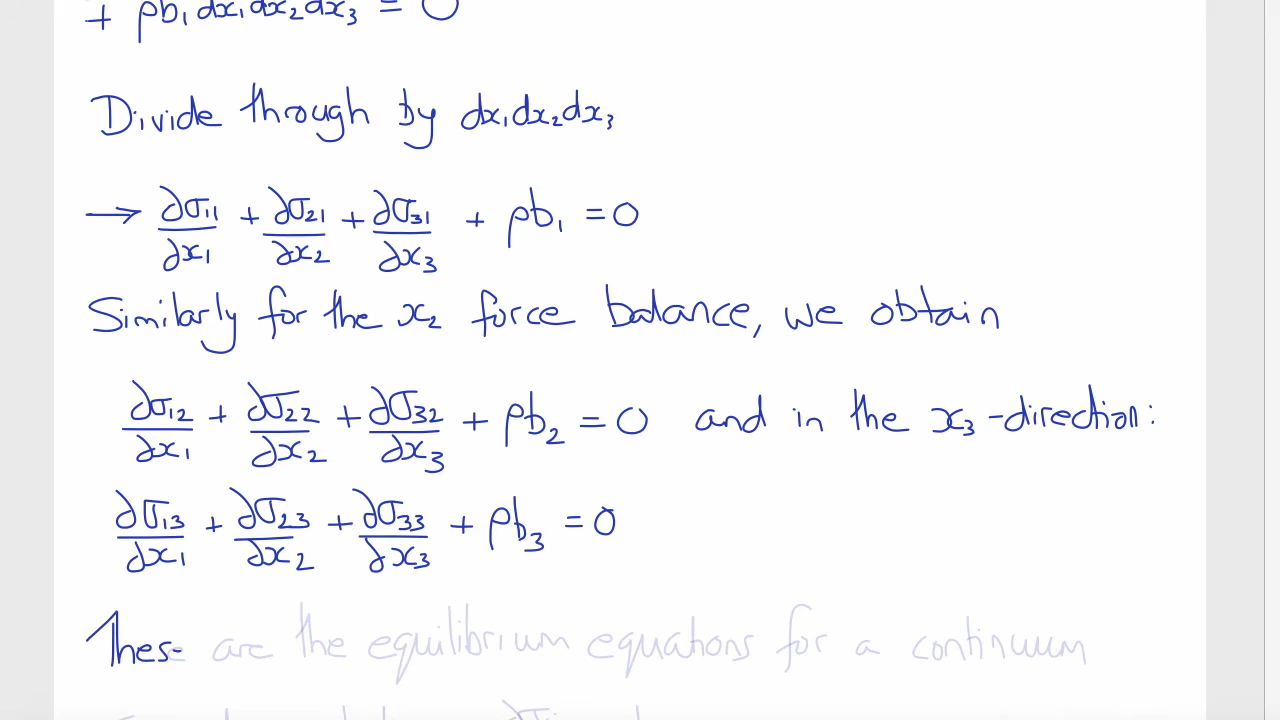 + ρb₁dx₁dx₂dx₃ = 0
Divide through by dx₁dx₂dx₃
→ ∂σ₁₁/∂x₁ + ∂σ₂₁/∂x₂ + ∂σ₃₁/∂x₃ + ρb₁ = 0
Similarly for the x₂ force balance, we obtain
∂σ₁₂/∂x₁ + ∂σ₂₂/∂x₂ + ∂σ₃₂/∂x₃ + ρb₂ = 0 and in the x₃-direction:
∂σ₁₃/∂x₁ + ∂σ₂₃/∂x₂ + ∂σ₃₃/∂x₃ + ρb₃ = 0
These are the equilibrium equations for a continuum